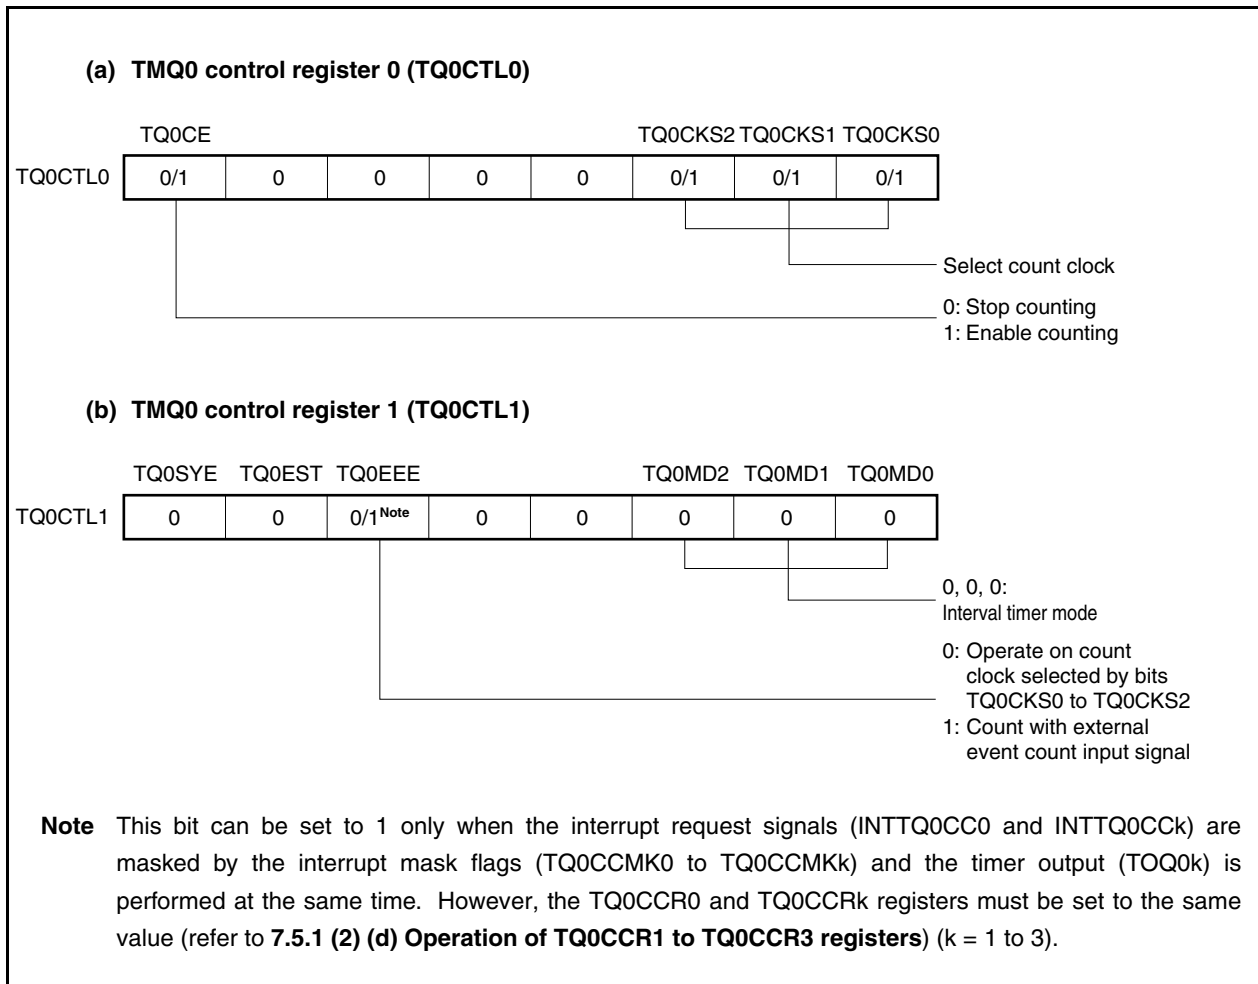 (a) TMQ0 control register 0 (TQ0CTL0)
TQ0CE TQ0CKS2 TQ0CKS1 TQ0CKS0
TQ0CTL0 0/1 0 0 0 0 0/1 0/1 0/1
Select count clock
0: Stop counting
1: Enable counting
(b) TMQ0 control register 1 (TQ0CTL1)
TQ0SYE TQ0EST TQ0EEE TQ0MD2 TQ0MD1 TQ0MD0
TQ0CTL1 0 0 0/1Note 0 0 0 0 0
0, 0, 0:
Interval timer mode
0: Operate on count
clock selected by bits
TQ0CKS0 to TQ0CKS2
1: Count with external
event count input signal
Note This bit can be set to 1 only when the interrupt request signals (INTTQ0CC0 and INTTQ0CCk) are
masked by the interrupt mask flags (TQ0CCMK0 to TQ0CCMKk) and the timer output (TOQ0k) is
performed at the same time. However, the TQ0CCR0 and TQ0CCRk registers must be set to the same
value (refer to 7.5.1 (2) (d) Operation of TQ0CCR1 to TQ0CCR3 registers) (k = 1 to 3).